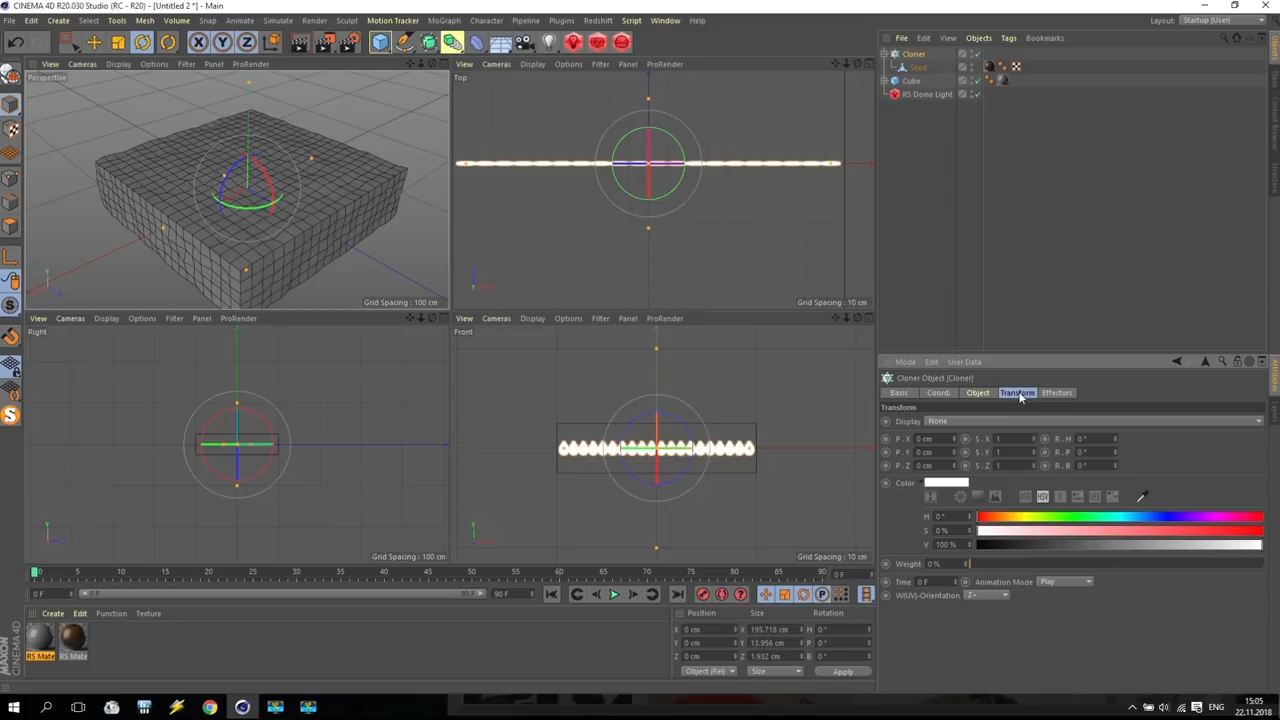 CINEMA 4D R20.030 Studio (RC - R20) - [Untitled 2 *] - Main
File Edit Create Select Tools Mesh Volume Snap Animate Simulate Render Sculpt Motion Tracker MoGraph Character Pipeline Plugins Redshift Script Window Help Layout: Startup (User)
File Edit View Objects Tags Bookmarks
Cloner
Seed
Cube
RS Dome Light
View Cameras Display Options Filter Panel ProRender
Perspective
Grid Spacing : 100 cm
View Cameras Display Options Filter Panel ProRender
Top
Grid Spacing : 10 cm
View Cameras Display Options Filter Panel ProRender
Right
Grid Spacing : 100 cm
View Cameras Display Options Filter Panel ProRender
Front
Grid Spacing : 10 cm
Mode Edit User Data
Cloner Object [Cloner]
Basic Coord. Object Transform Effectors
Transform
Display None
P . X 0 cm S . X 1 R . H 0 °
P . Y 0 cm S . Y 1 R . P 0 °
P . Z 0 cm S . Z 1 R . B 0 °
Color
HSV
H 0 °
S 0 %
V 100 %
Weight 0 %
Time 0 F Animation Mode Play
W(UV)-Orientation Z+
0 5 10 15 20 25 30 35 40 45 50 55 60 65 70 75 80 85 90 0 F
0 F 0 F 90 F 90 F
Create Edit Function Texture
RS Mate RS Mate
Position Size Rotation
X 0 cm X 195.718 cm H 0 °
Y 0 cm Y 13.956 cm P 0 °
Z 0 cm Z 1.932 cm B 0 °
Object (Rel) Size Apply
MAXON CINEMA 4D
Attributes
ENG
15:05
22.11.2018